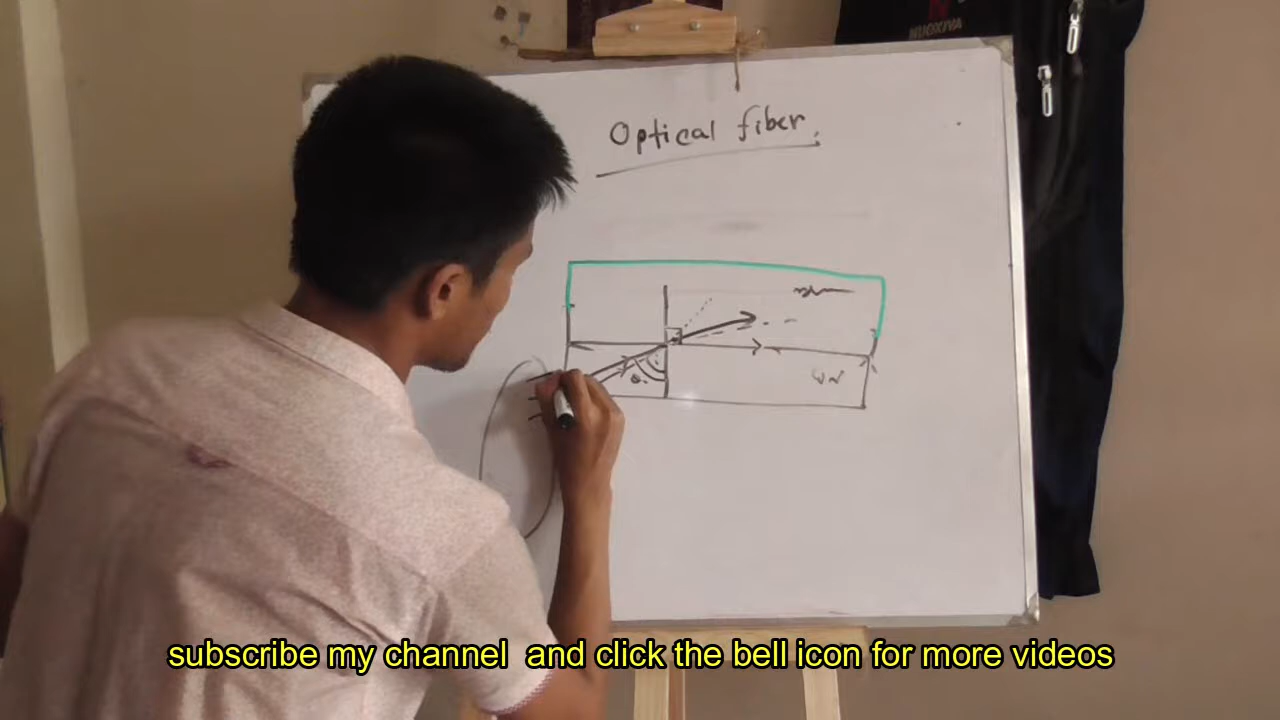 Optical fiber.
subscribe my channel and click the bell icon for more videos